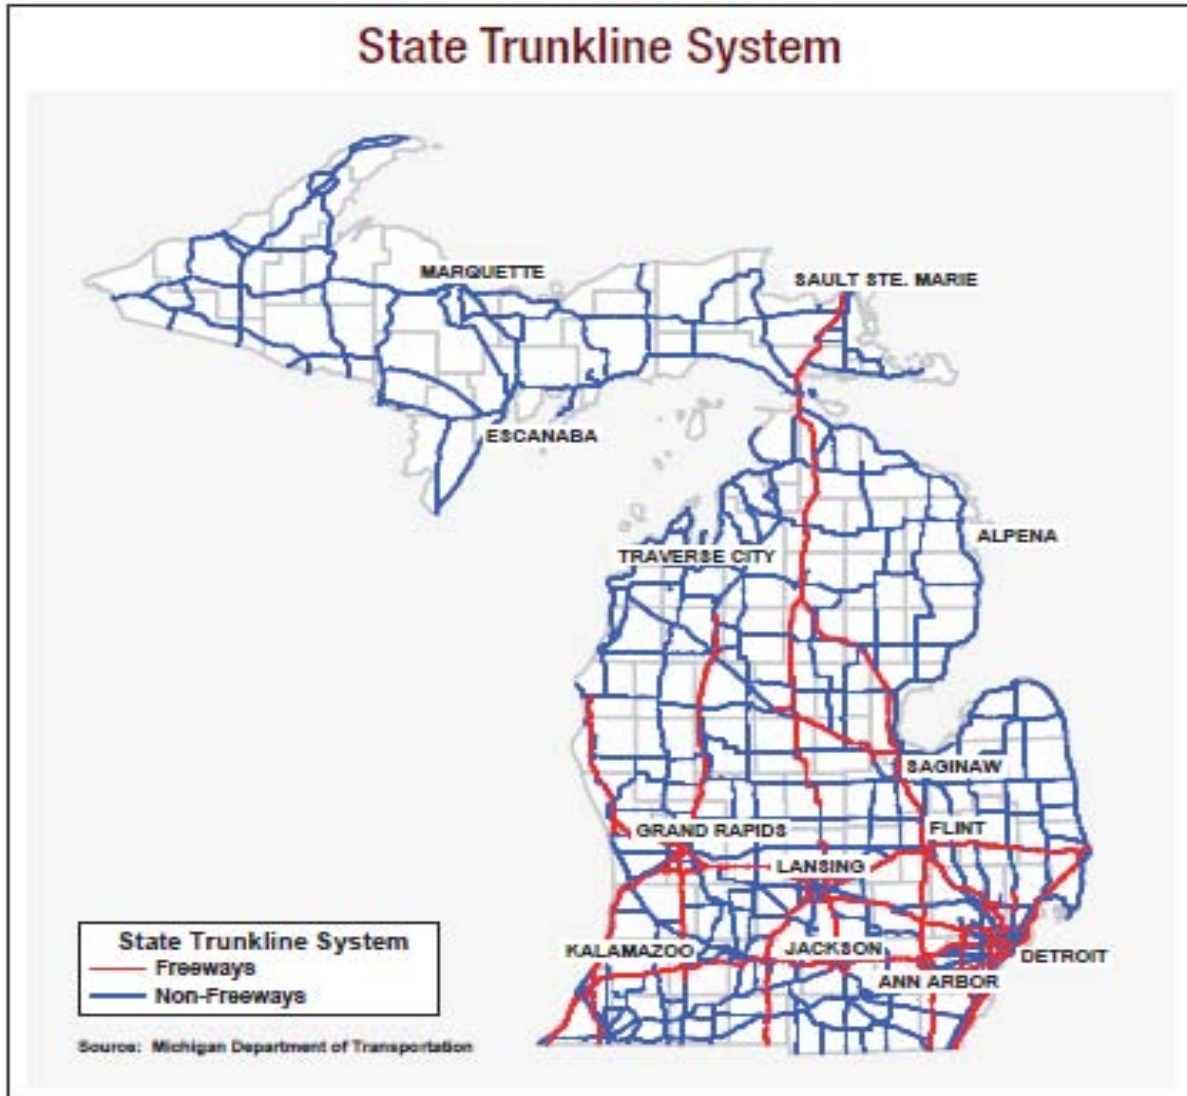 State Trunkline System
MARQUETTE
SAULT STE. MARIE
ESCANABA
ALPENA
TRAVERSE CITY
SAGINAW
GRAND RAPIDS
FLINT
LANSING
KALAMAZOO
JACKSON
DETROIT
ANN ARBOR
State Trunkline System
Freeways
Non-Freeways
Source: Michigan Department of Transportation